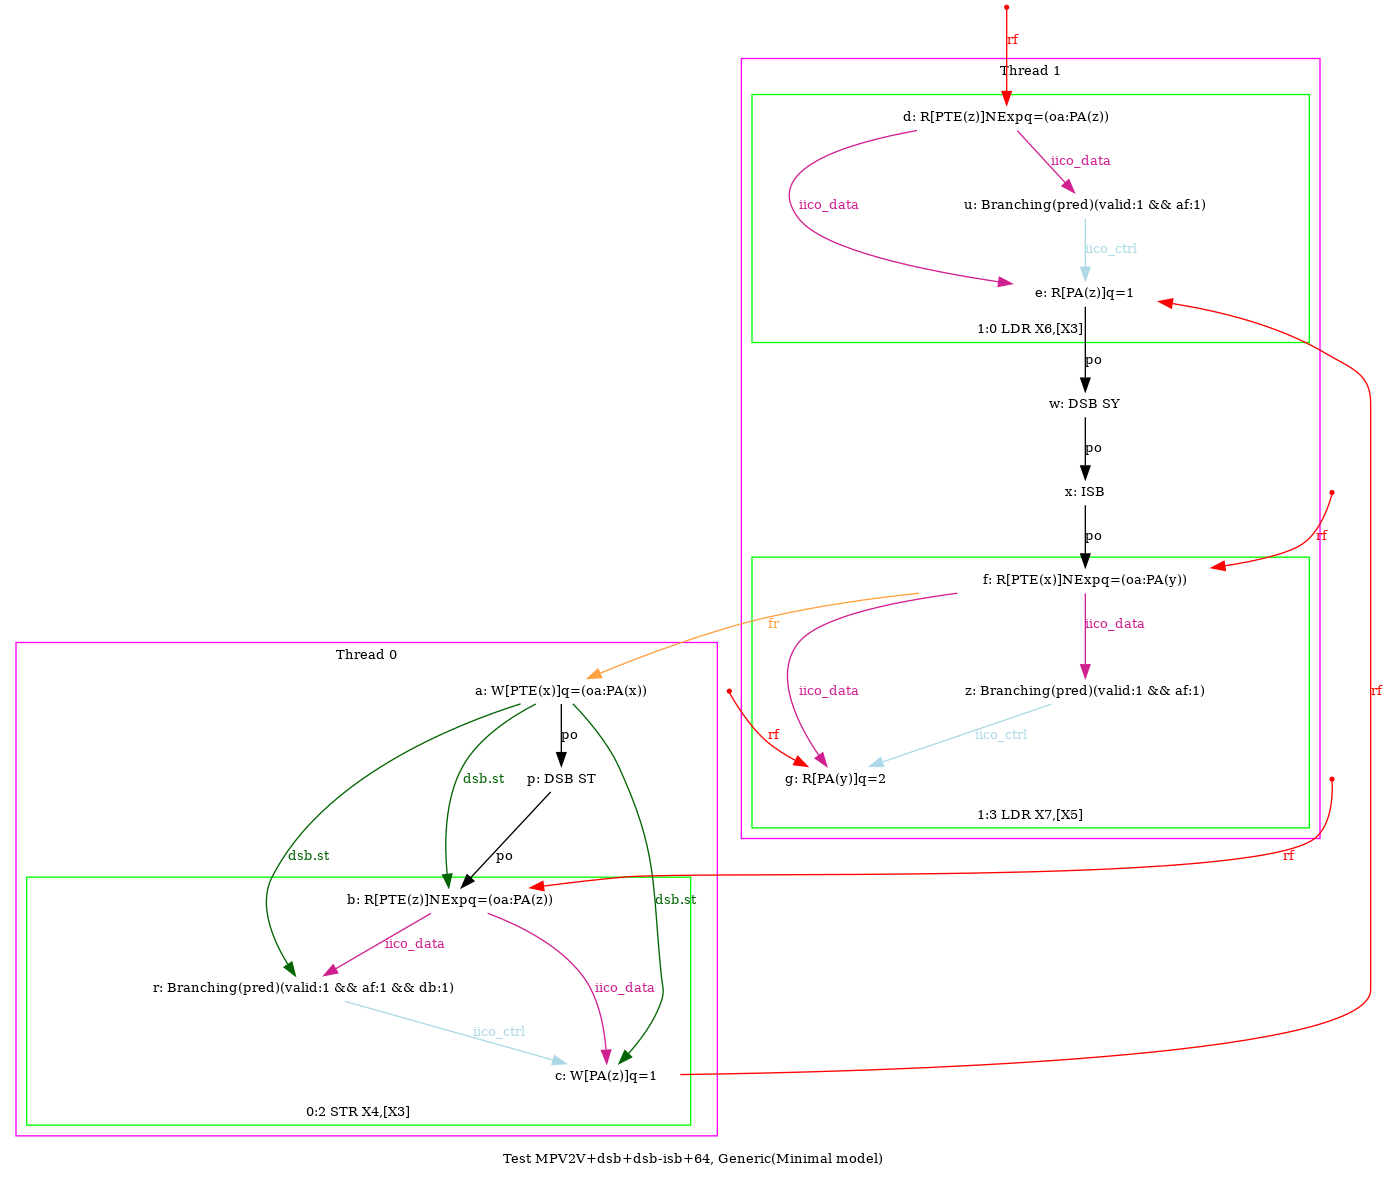 rf
Thread 1
d: R[PTE(z)]NExpq=(oa:PA(z))
iico_data
iico_data
u: Branching(pred)(valid:1 && af:1)
iico_ctrl
e: R[PA(z)]q=1
1:0 LDR X6,[X3]
po
w: DSB SY
po
x: ISB
po
rf
f: R[PTE(x)]NExpq=(oa:PA(y))
fr
iico_data
Thread 0
a: W[PTE(x)]q=(oa:PA(x))
iico_data
z: Branching(pred)(valid:1 && af:1)
rf
po
rf
iico_ctrl
dsb.st
p: DSB ST
g: R[PA(y)]q=2
1:3 LDR X7,[X5]
dsb.st
po
rf
b: R[PTE(z)]NExpq=(oa:PA(z))
dsb.st
iico_data
r: Branching(pred)(valid:1 && af:1 && db:1)
iico_data
iico_ctrl
c: W[PA(z)]q=1
0:2 STR X4,[X3]
Test MPV2V+dsb+dsb-isb+64, Generic(Minimal model)